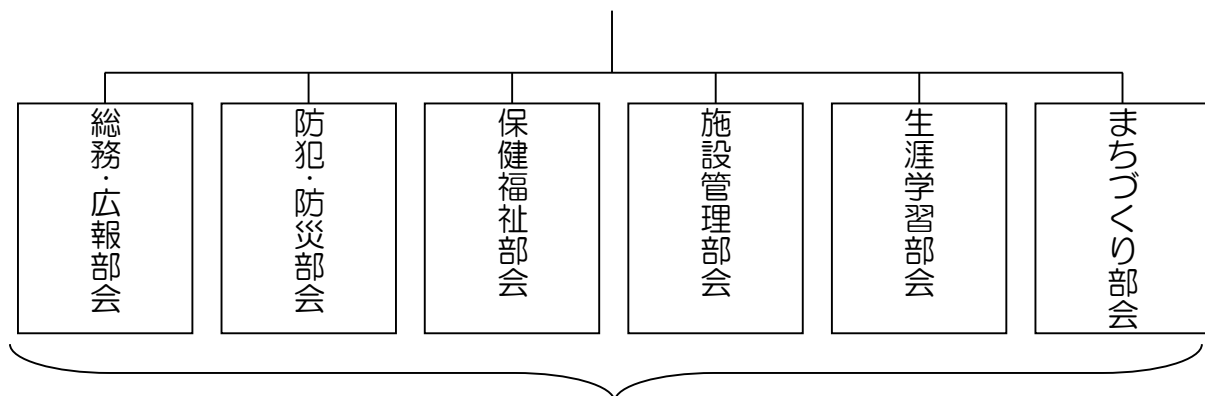 総務・広報部会
防犯・防災部会
保健福祉部会
施設管理部会
生涯学習部会
まちづくり部会